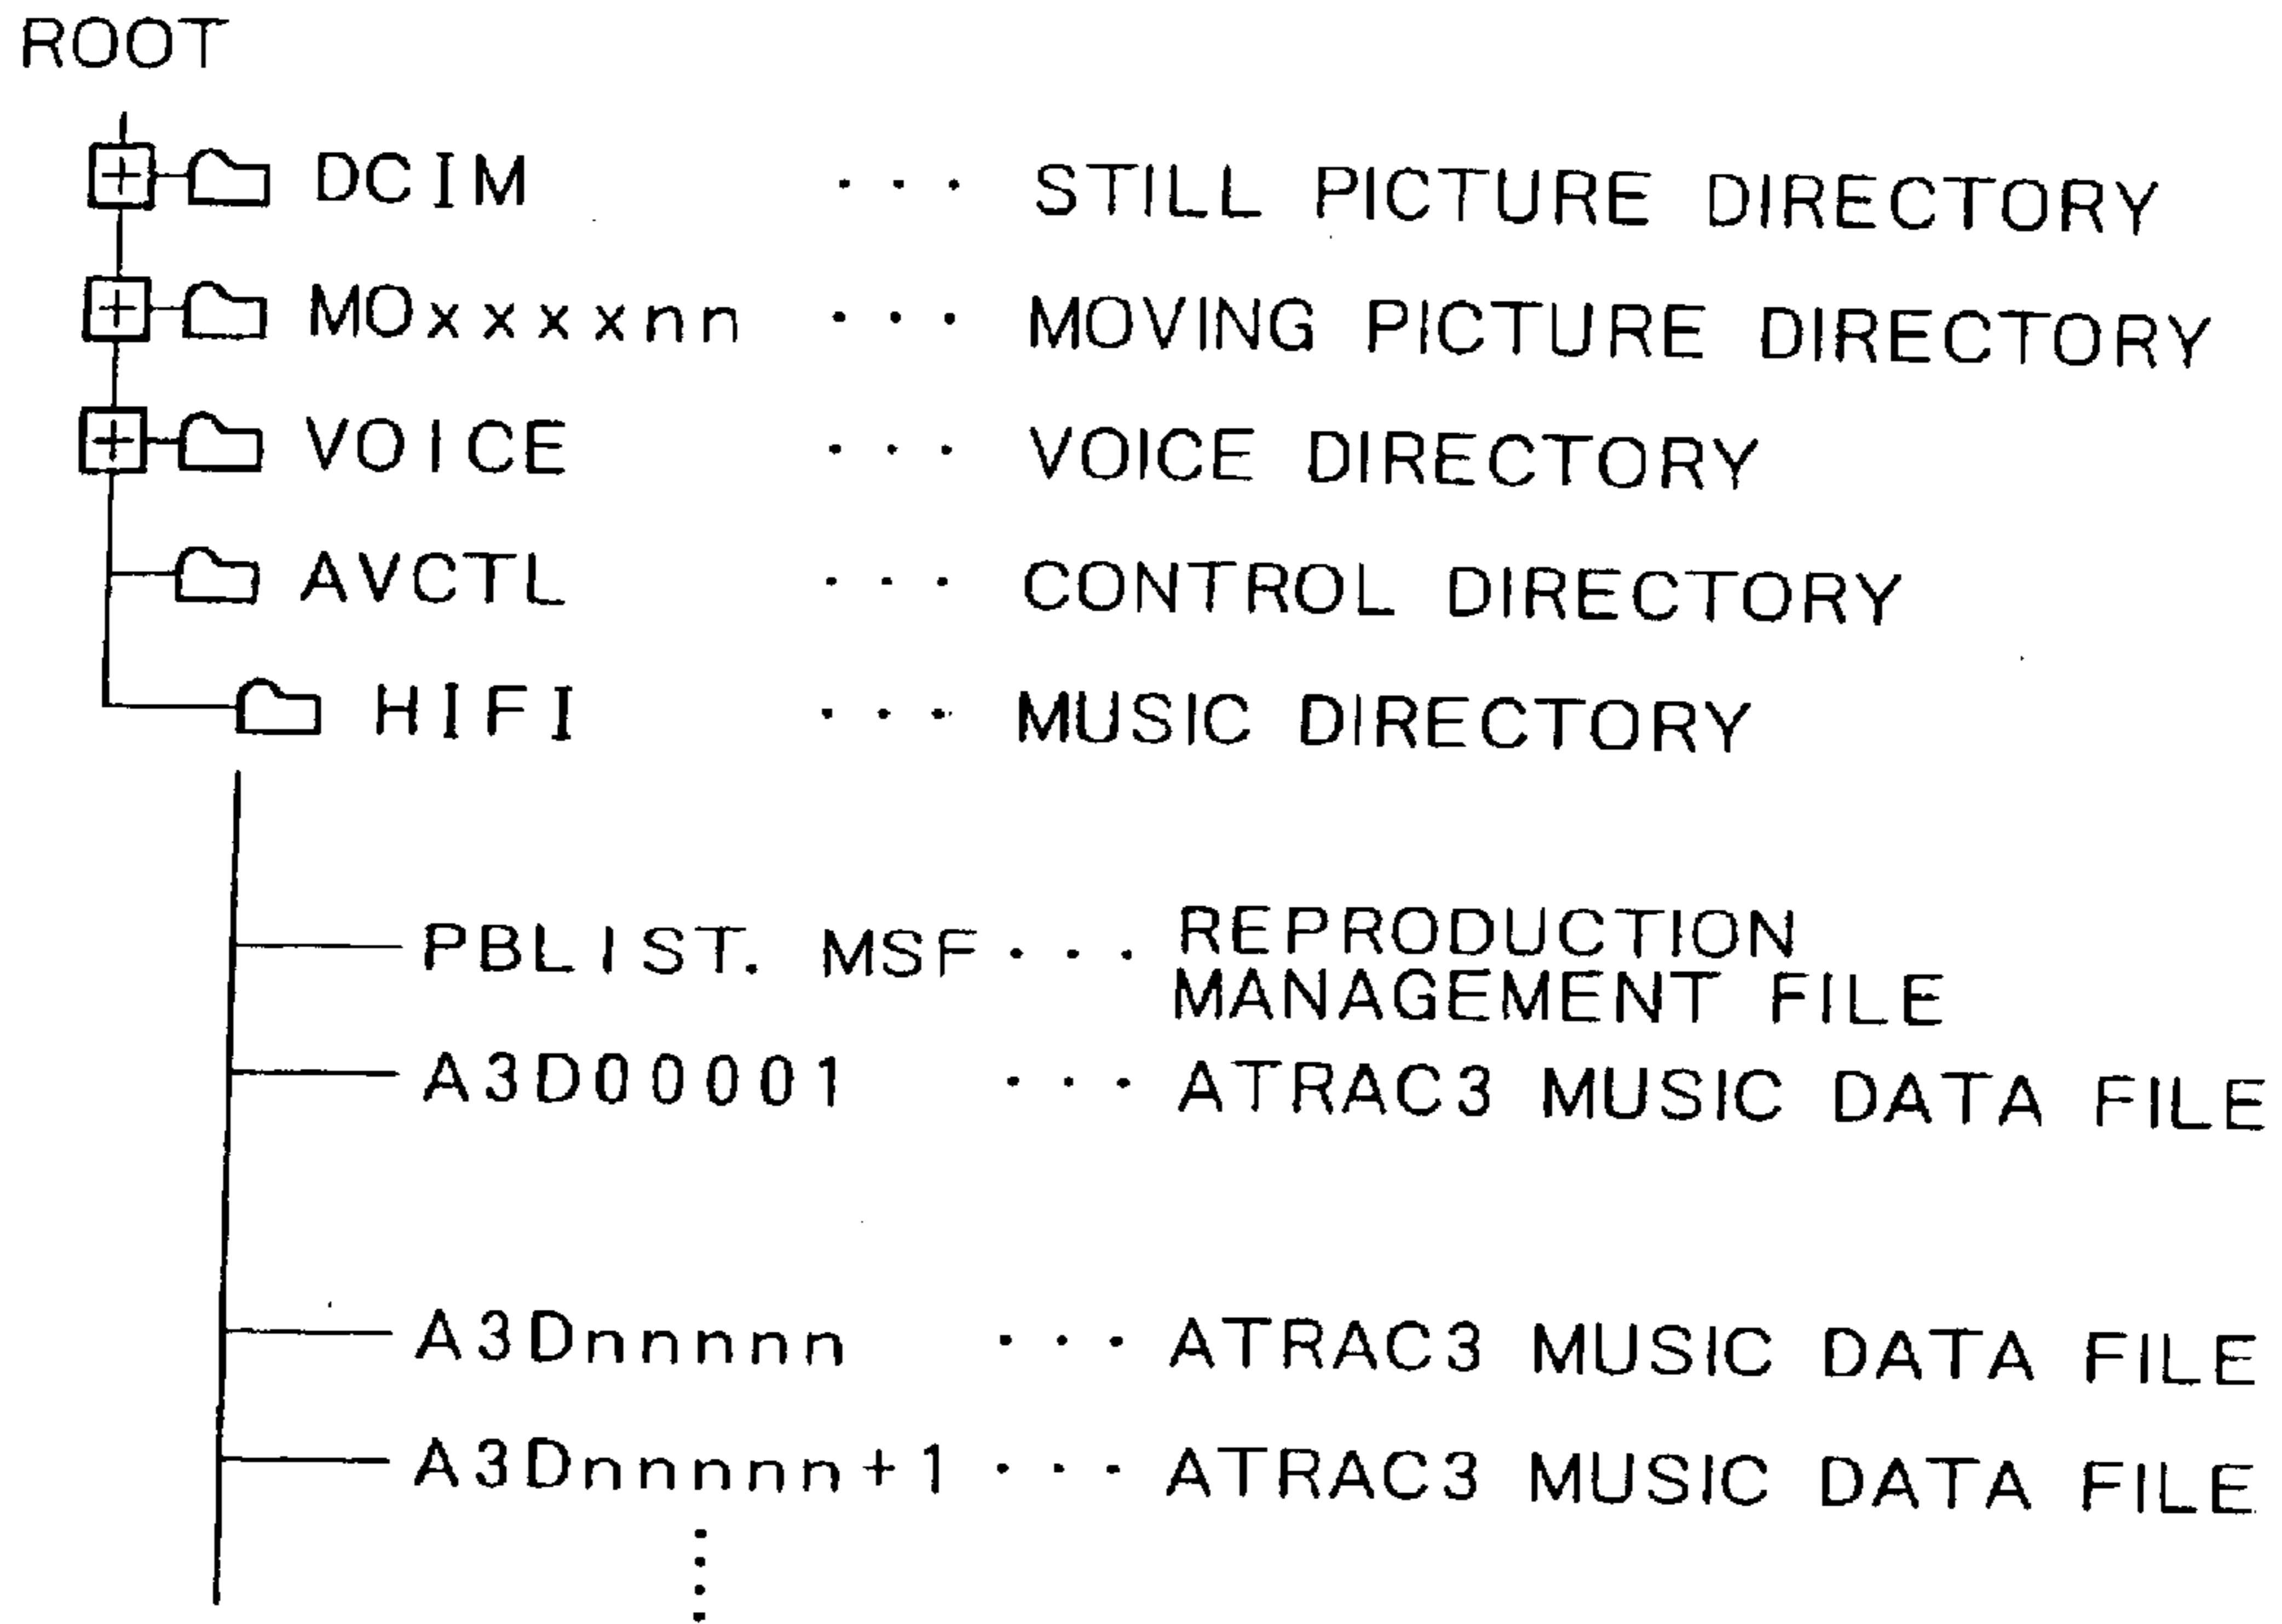 ROOT
DCIM ··· STILL PICTURE DIRECTORY
MOxxxxnn ··· MOVING PICTURE DIRECTORY
VOICE ··· VOICE DIRECTORY
AVCTL ··· CONTROL DIRECTORY
HIFI ··· MUSIC DIRECTORY
PBLIST. MSF ··· REPRODUCTION
MANAGEMENT FILE
A3D00001 ··· ATRAC3 MUSIC DATA FILE
A3Dnnnnn ··· ATRAC3 MUSIC DATA FILE
A3Dnnnnn+1 ··· ATRAC3 MUSIC DATA FILE